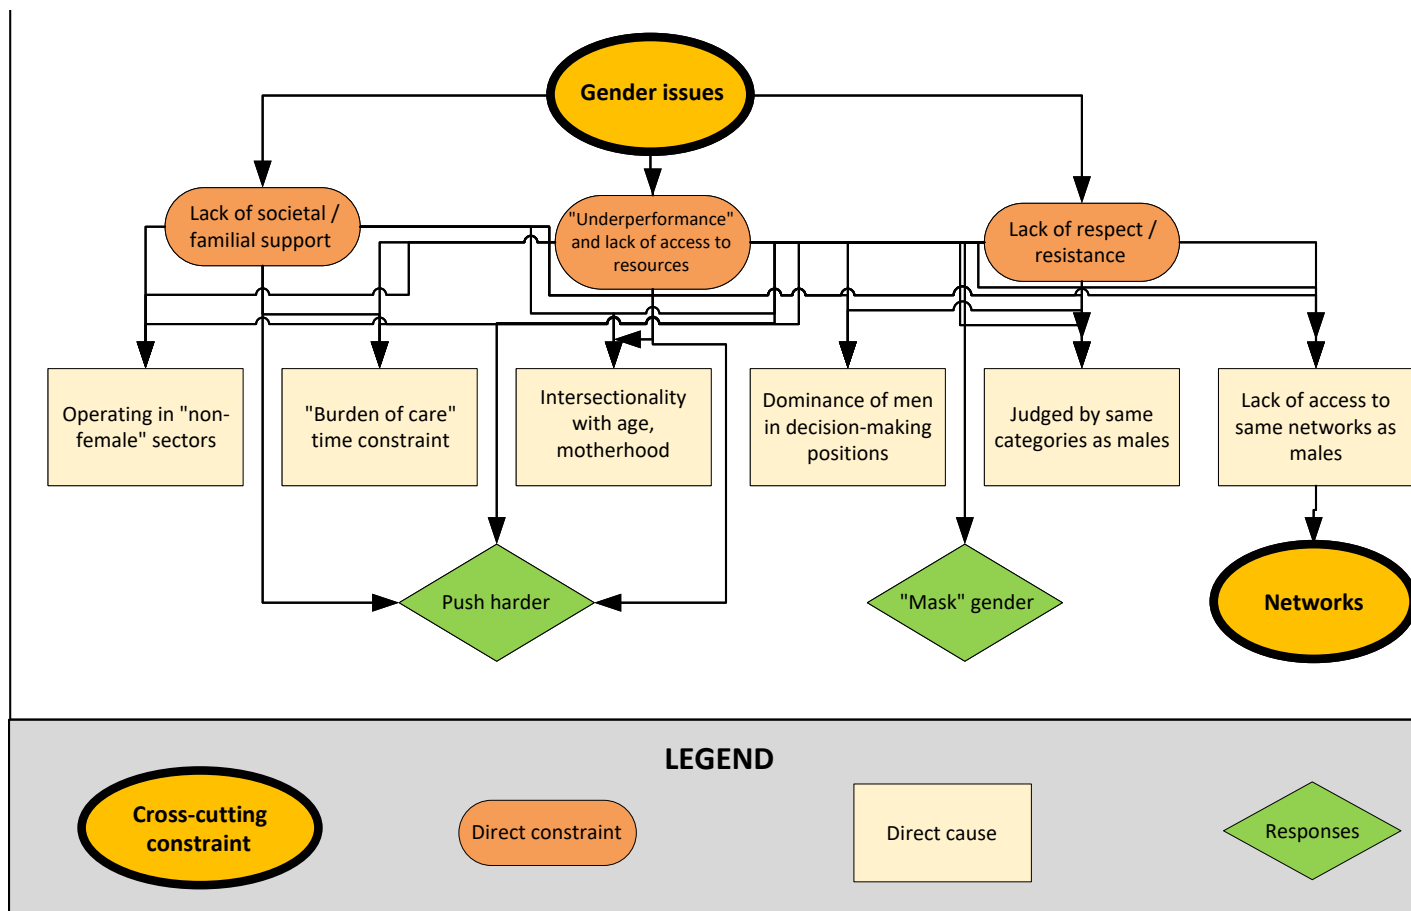 Gender issues
Lack of societal /
familial support
"Underperformance"
and lack of access to
resources
Lack of respect /
resistance
Operating in "non-
female" sectors
"Burden of care"
time constraint
Intersectionality
with age,
motherhood
Dominance of men
in decision-making
positions
Judged by same
categories as males
Lack of access to
same networks as
males
Push harder
"Mask" gender
Networks
LEGEND
Cross-cutting
constraint
Direct constraint
Direct cause
Responses